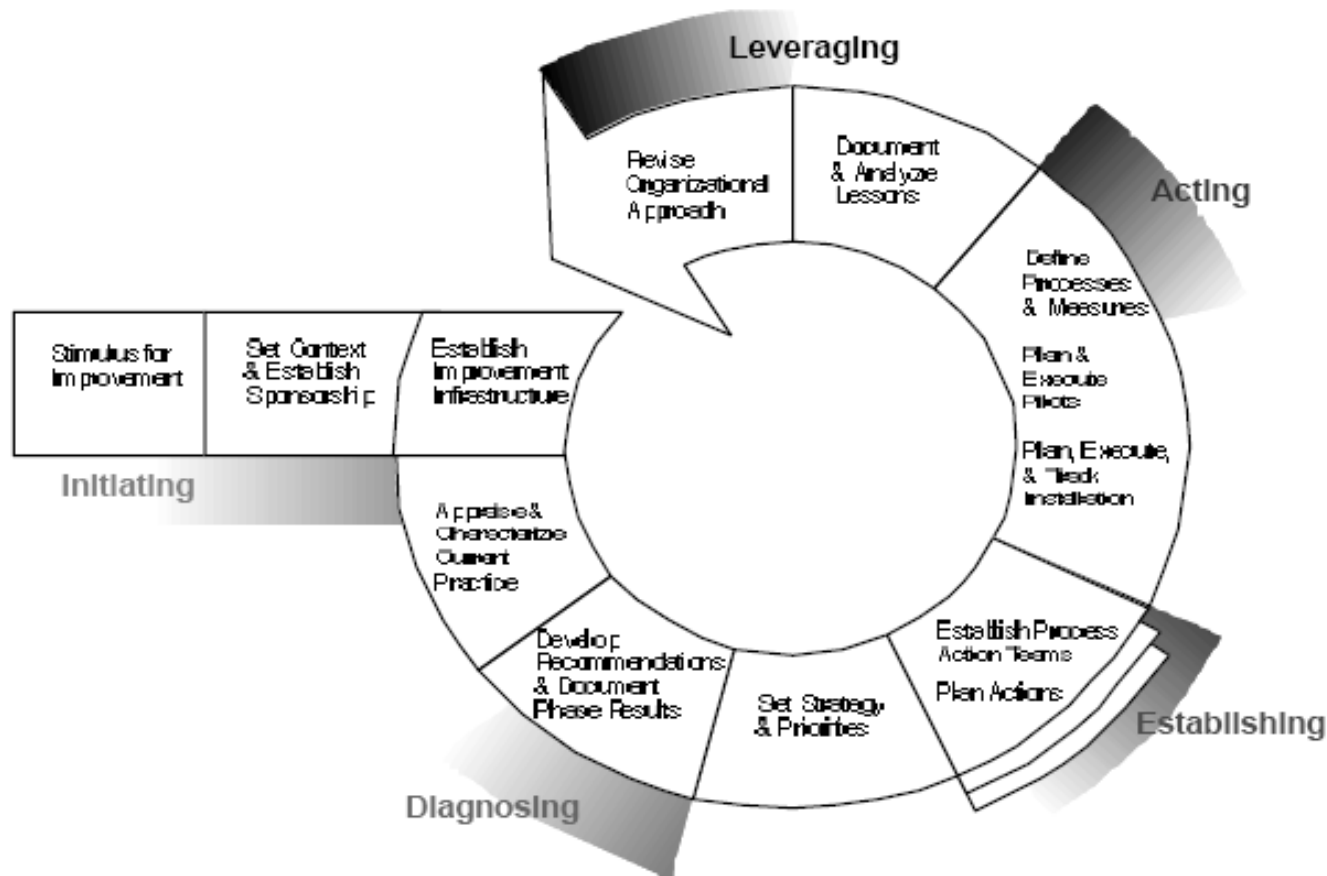 Leveraging
Revise
Organizational
Approach
Document
& Analyze
Lessons
Acting
Define
Processes
& Measures
Plan &
Execute
Pilots
Plan, Execute,
& Track
Installation
Stimulus for
Improvement
Set Context
& Establish
Sponsorship
Establish
Improvement
Infrastructure
Initiating
Appraise &
Characterize
Current
Practice
Develop
Recommendations
& Document
Phase Results
Set Strategy
& Priorities
Establish Process
Action Teams
Plan Actions
Establishing
Diagnosing